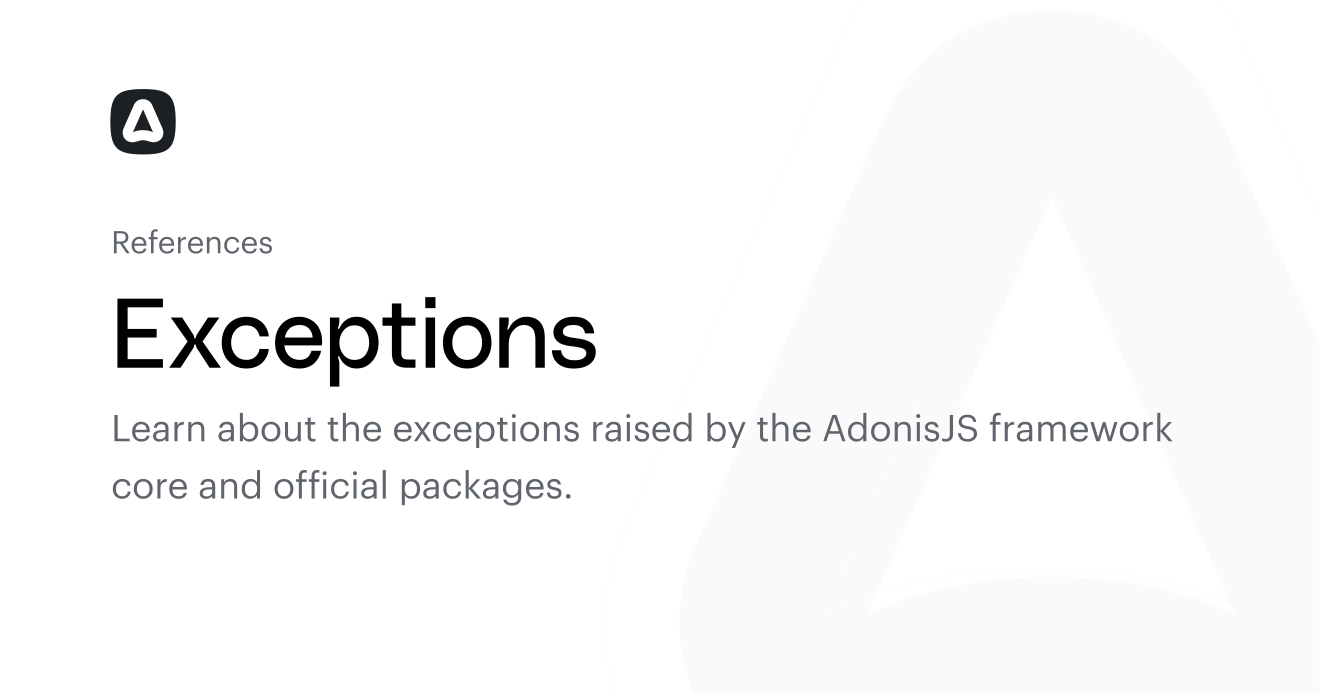 References
Exceptions
Learn about the exceptions raised by the AdonisJS framework
core and official packages.